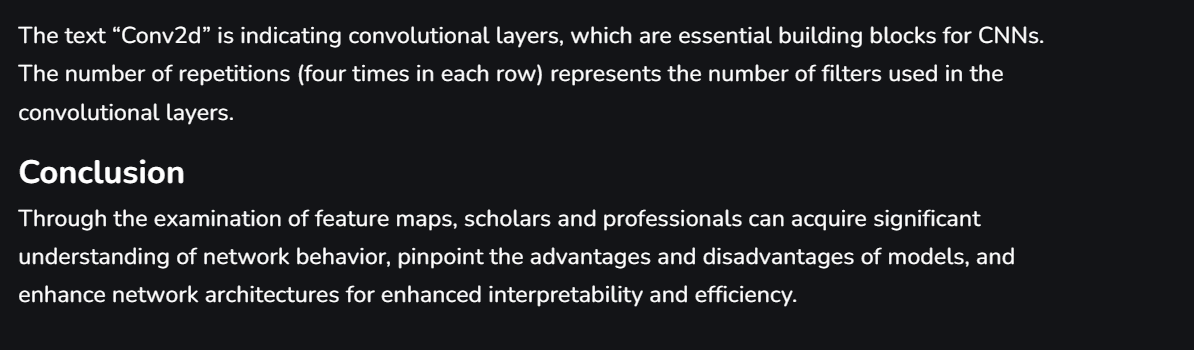 The text “Conv2d” is indicating convolutional layers, which are essential building blocks for CNNs.
The number of repetitions (four times in each row) represents the number of filters used in the
convolutional layers.
Conclusion
Through the examination of feature maps, scholars and professionals can acquire significant
understanding of network behavior, pinpoint the advantages and disadvantages of models, and
enhance network architectures for enhanced interpretability and efficiency.